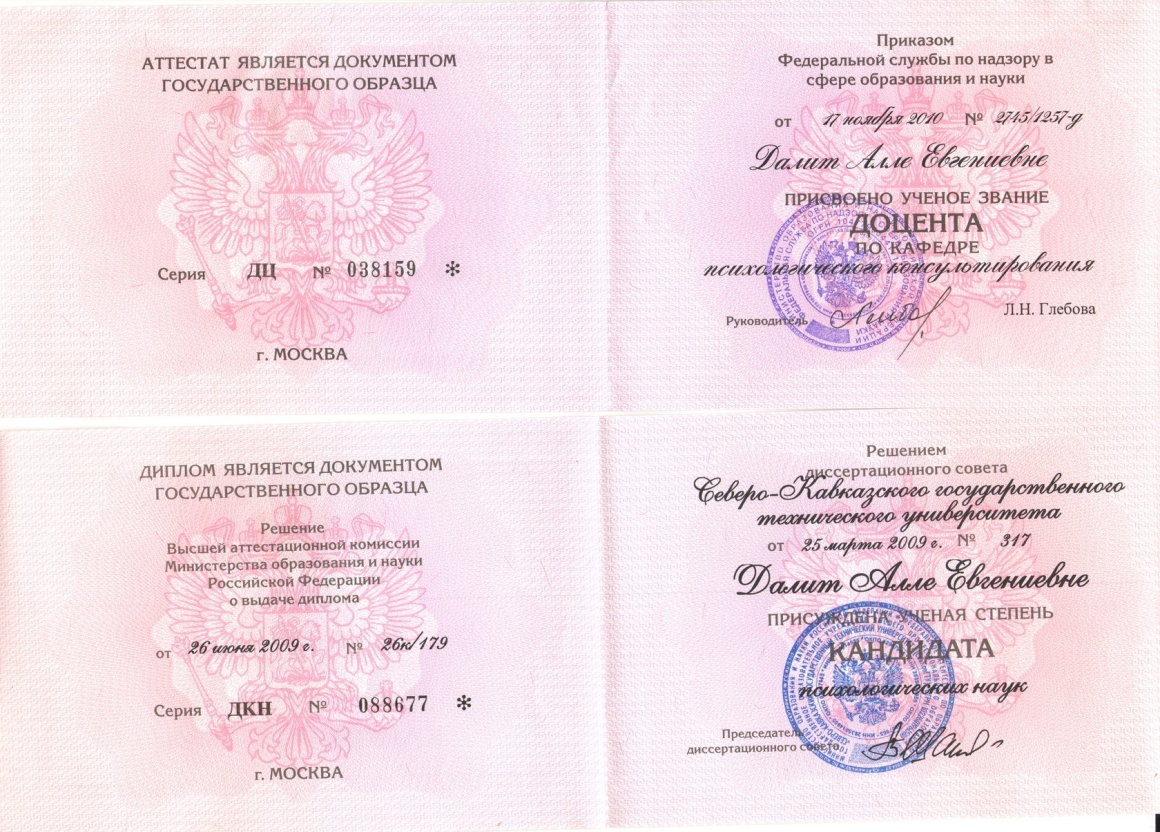 АТТЕСТАТ ЯВЛЯЕТСЯ ДОКУМЕНТОМ
ГОСУДАРСТВЕННОГО ОБРАЗЦА
Серия ДЦ № 038159 *
г. МОСКВА
Приказом
Федеральной службы по надзору в
сфере образования и науки
от 17 ноября 2010 № 2745/1257-д
Далит Алле Евгениевне
ПРИСВОЕНО УЧЕНОЕ ЗВАНИЕ
ДОЦЕНТА
ПО КАФЕДРЕ
психологического консультирования
Руководитель
Л.Н. Глебова
ДИПЛОМ ЯВЛЯЕТСЯ ДОКУМЕНТОМ
ГОСУДАРСТВЕННОГО ОБРАЗЦА
Решение
Высшей аттестационной комиссии
Министерства образования и науки
Российской Федерации
о выдаче диплома
от 26 июня 2009 г. № 26к/179
Серия ДКН № 088677 *
г. МОСКВА
Решением
диссертационного совета
Северо-Кавказского государственного
технического университета
от 25 марта 2009 г. № 317
Далит Алле Евгениевне
ПРИСУЖДЕНА УЧЕНАЯ СТЕПЕНЬ
КАНДИДАТА
психологических наук
Председатель
диссертационного совета